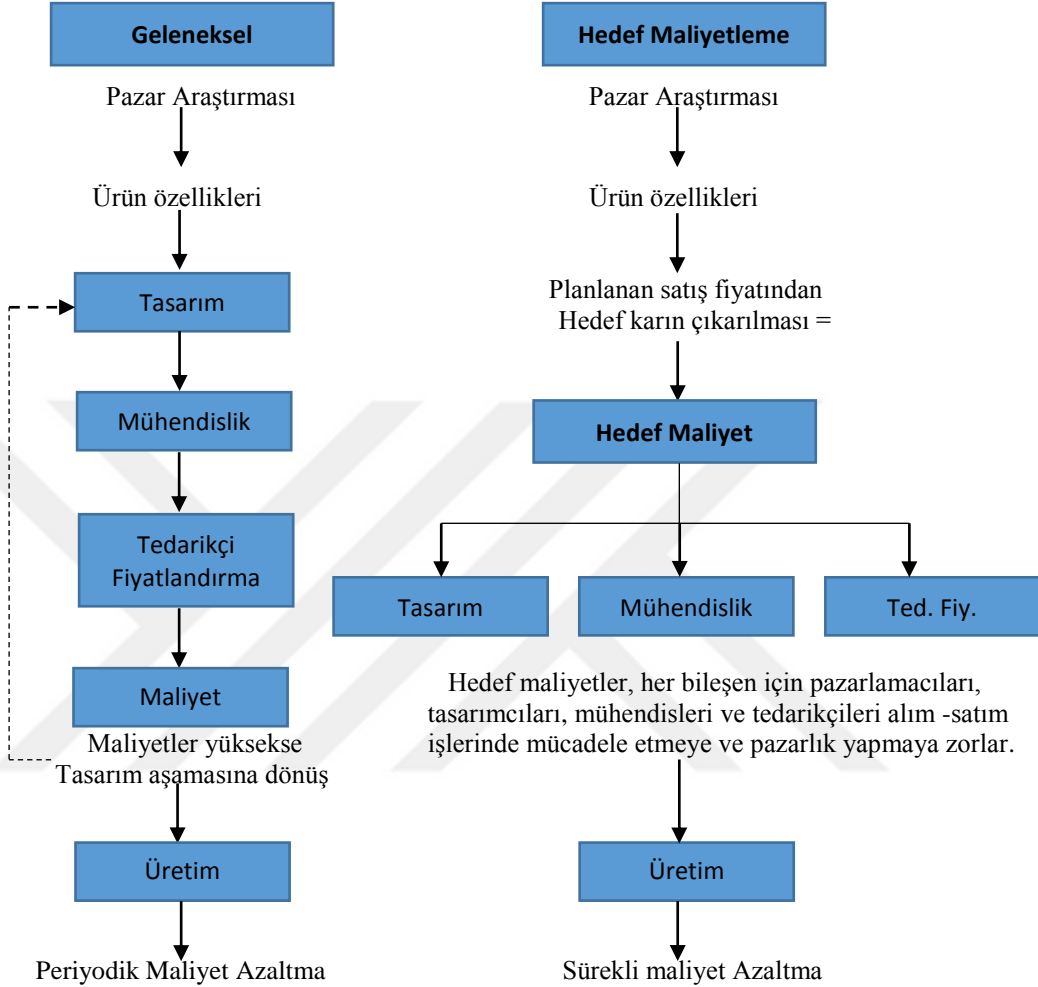 Geleneksel
Pazar Araştırması
Ürün özellikleri
Tasarım
Mühendislik
Tedarikçi
Fiyatlandırma
Maliyet
Maliyetler yüksekse
Tasarım aşamasına dönüş
Üretim
Periyodik Maliyet Azaltma
Hedef Maliyetleme
Pazar Araştırması
Ürün özellikleri
Planlanan satış fiyatından
Hedef karın çıkarılması =
Hedef Maliyet
Tasarım
Mühendislik
Ted. Fiy.
Hedef maliyetler, her bileşen için pazarlamacıları,
tasarımcıları, mühendisleri ve tedarikçileri alım -satım
işlerinde mücadele etmeye ve pazarlık yapmaya zorlar.
Üretim
Sürekli maliyet Azaltma